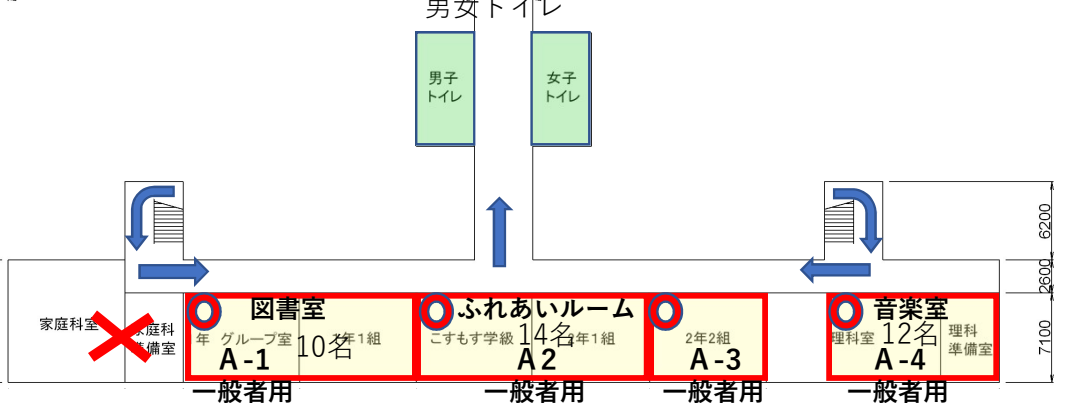 男女トイレ
男子
トイレ
女子
トイレ
6200
2600
7100
家庭科室
家庭科
準備室
図書室
年 グループ室
10名
年1組
A-1
一般者用
ふれあいルーム
こすもす学級
14名
2年1組
A2
一般者用
2年2組
A-3
一般者用
音楽室
理科室
12名
理科
準備室
A-4
一般者用